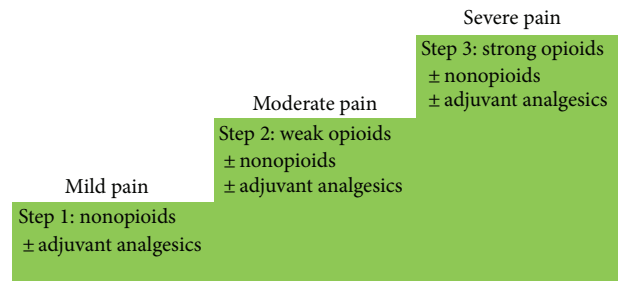 Severe pain
Step 3: strong opioids
± nonopioids
± adjuvant analgesics
Moderate pain
Step 2: weak opioids
± nonopioids
± adjuvant analgesics
Mild pain
Step 1: nonopioids
± adjuvant analgesics